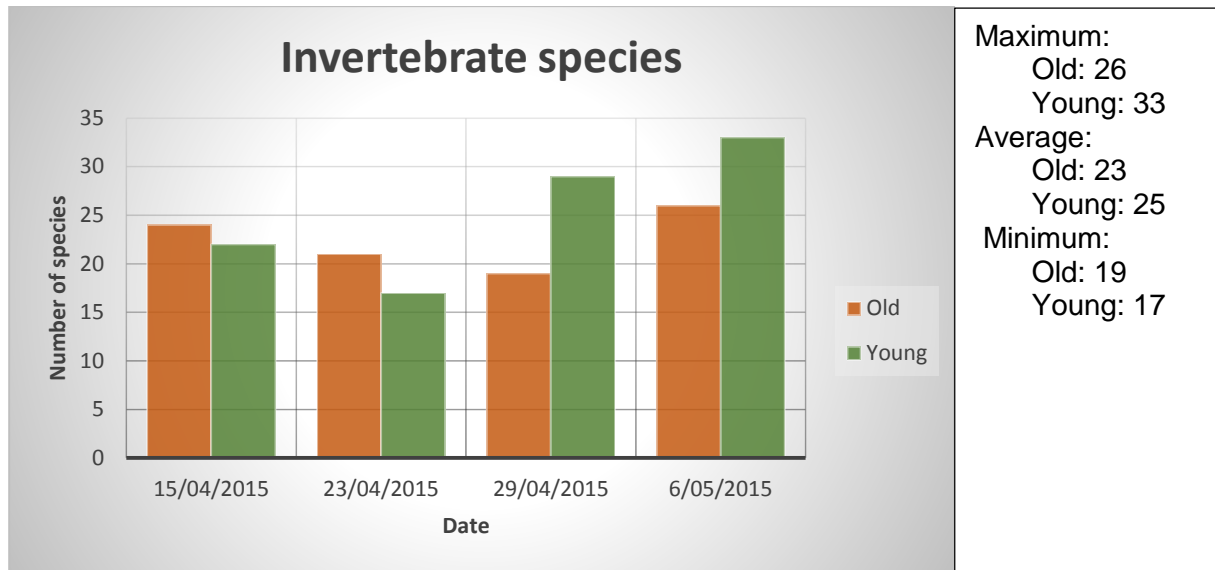 Invertebrate species
35
30
25
20
15
10
5
0
Number of species
15/04/2015 23/04/2015 29/04/2015 6/05/2015
Date
Old
Young
Maximum:
Old: 26
Young: 33
Average:
Old: 23
Young: 25
Minimum:
Old: 19
Young: 17